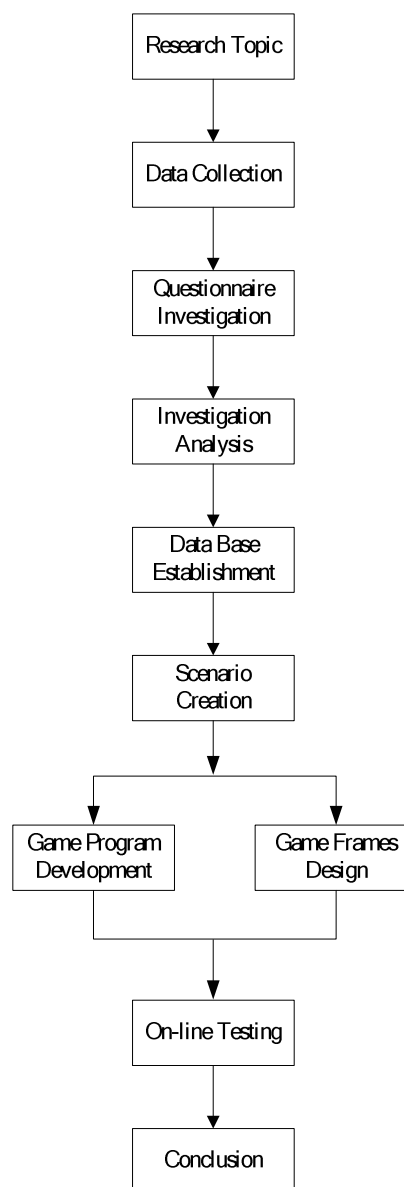 Research Topic
Data Collection
Questionnaire
Investigation
Investigation
Analysis
Data Base
Establishment
Scenario
Creation
Game Program
Development
Game Frames
Design
On-line Testing
Conclusion